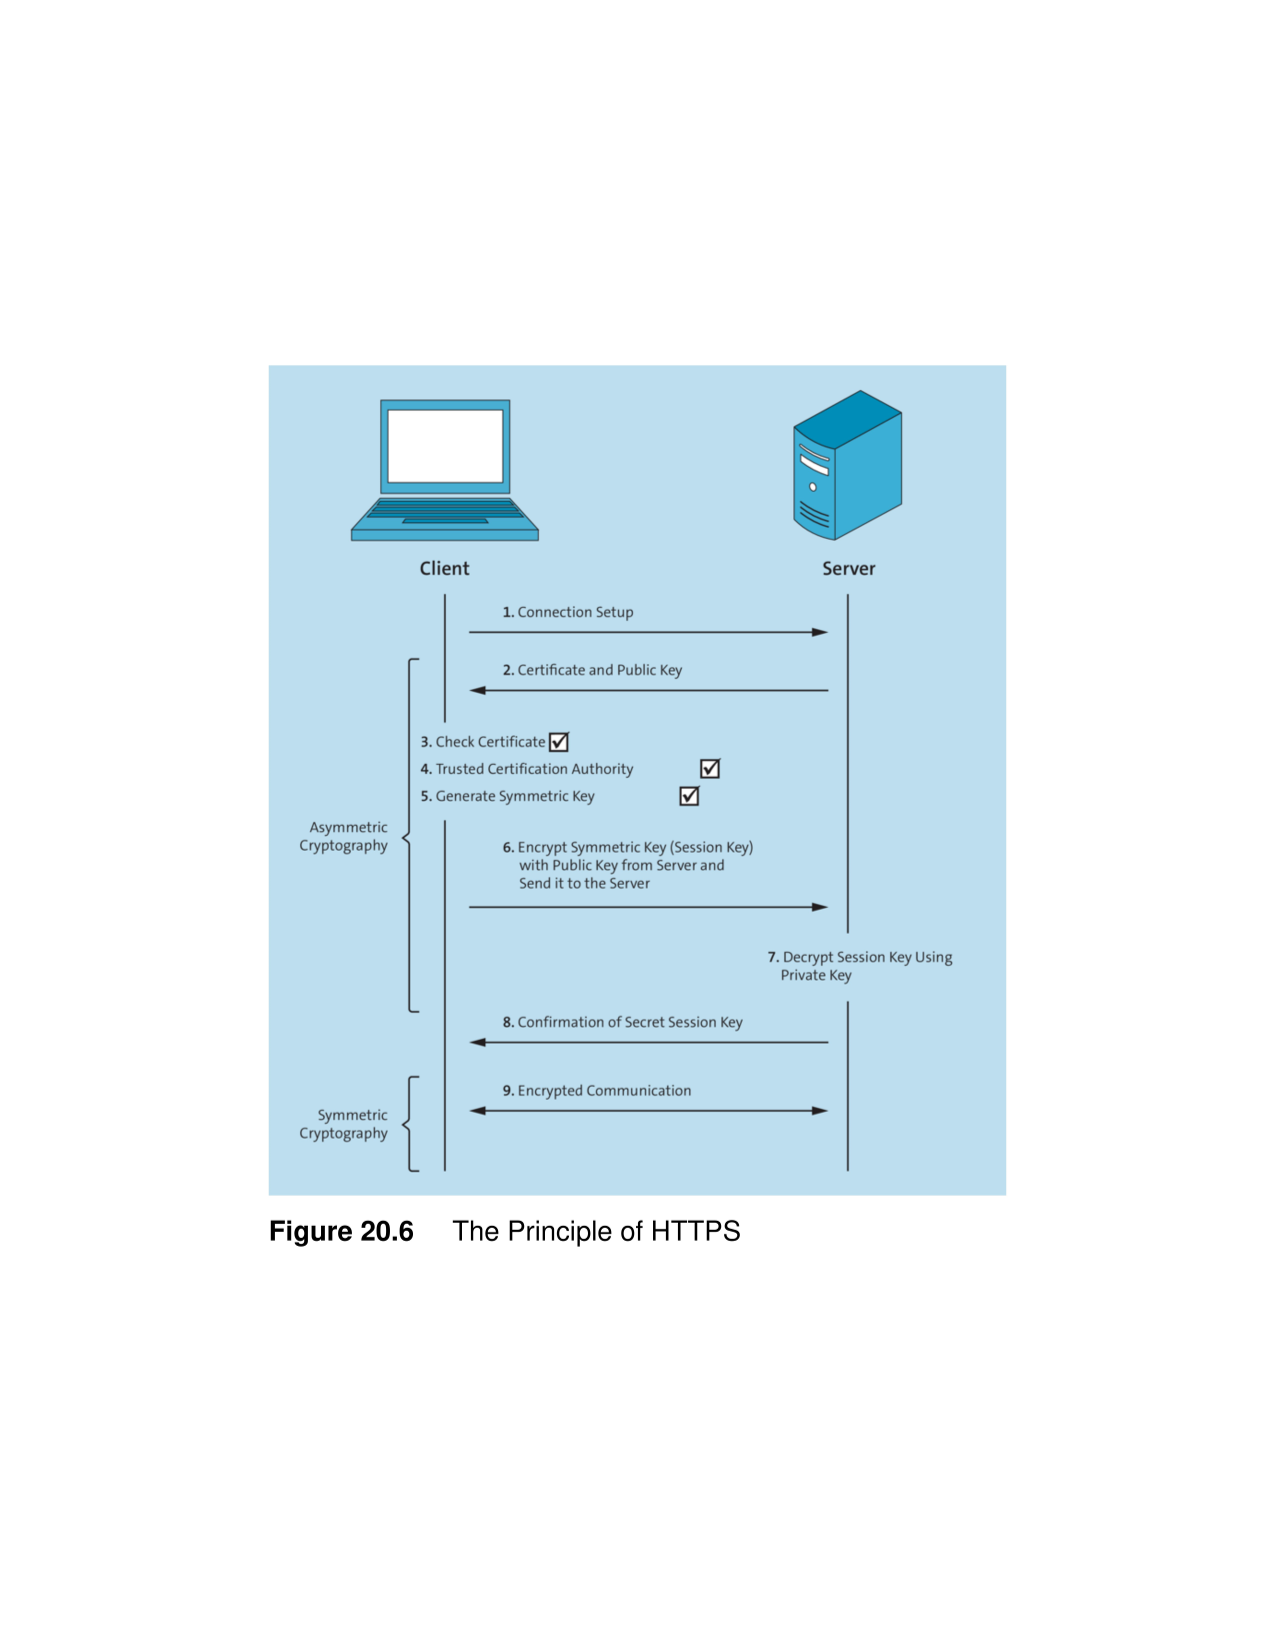 Client
Server
1. Connection Setup
2. Certificate and Public Key
3. Check Certificate
4. Trusted Certification Authority
5. Generate Symmetric Key
Asymmetric
Cryptography
6. Encrypt Symmetric Key (Session Key)
with Public Key from Server and
Send it to the Server
7. Decrypt Session Key Using
Private Key
8. Confirmation of Secret Session Key
9. Encrypted Communication
Symmetric
Cryptography
Figure 20.6 The Principle of HTTPS